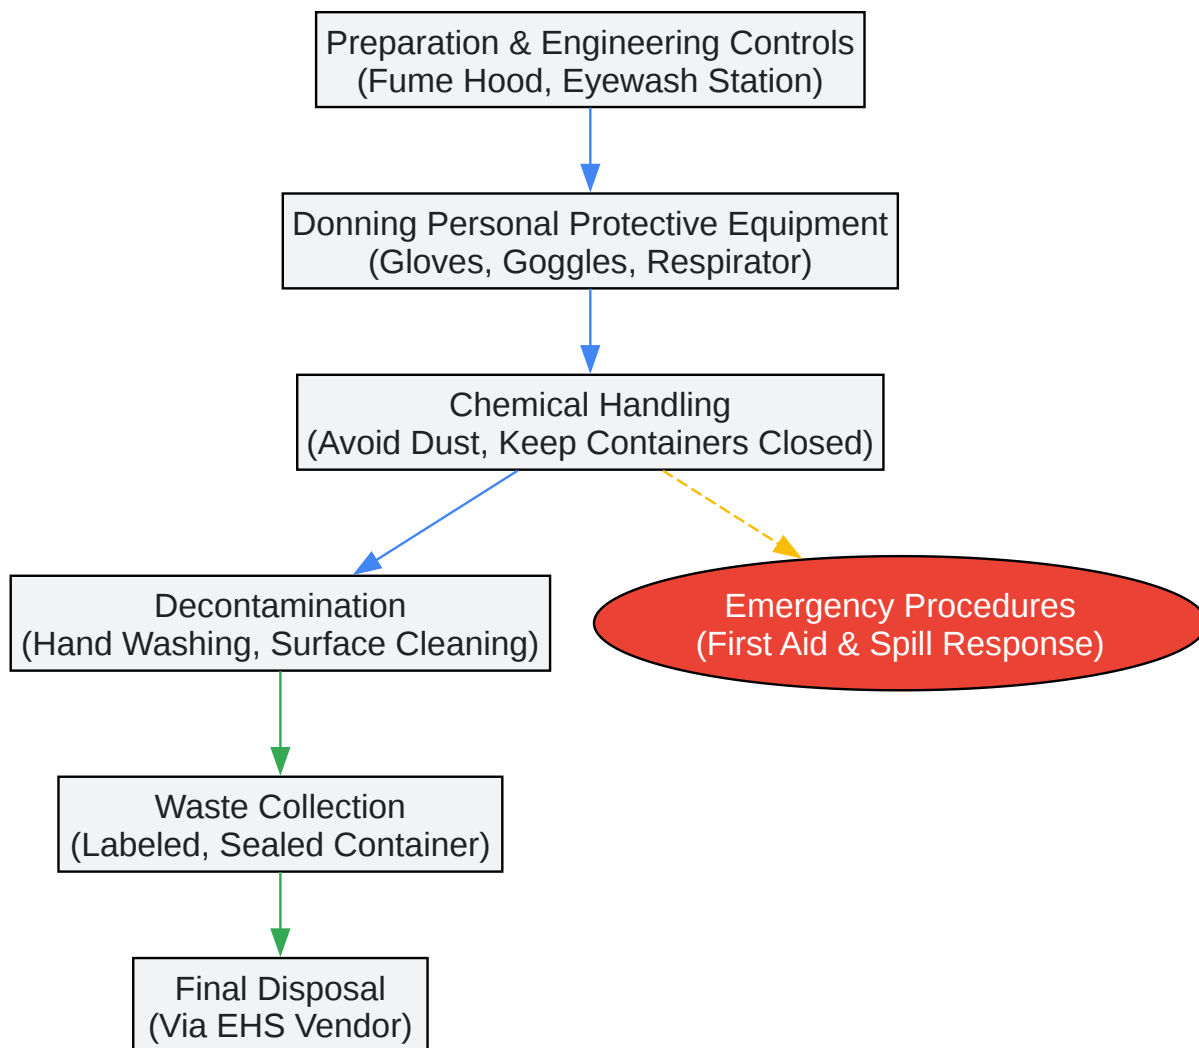 Preparation & Engineering Controls
(Fume Hood, Eyewash Station)
Donning Personal Protective Equipment
(Gloves, Goggles, Respirator)
Chemical Handling
(Avoid Dust, Keep Containers Closed)
Decontamination
(Hand Washing, Surface Cleaning)
Emergency Procedures
(First Aid & Spill Response)
Waste Collection
(Labeled, Sealed Container)
Final Disposal
(Via EHS Vendor)